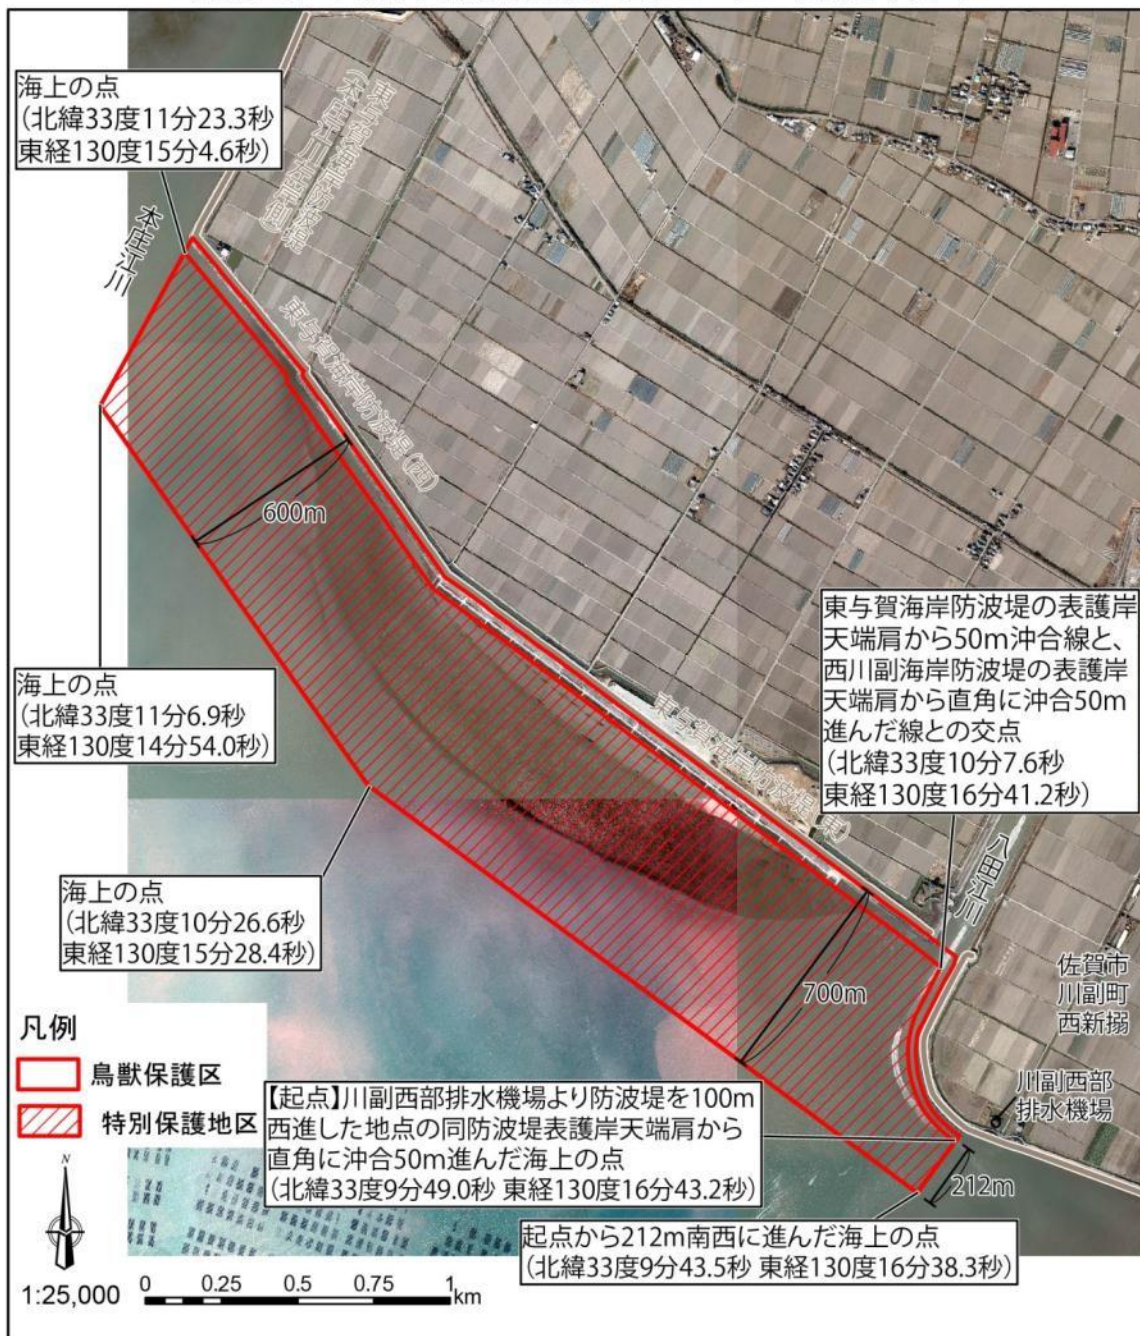 海上の点
(北緯33度11分23.3秒
東経130度15分4.6秒)
東与賀海岸防波堤
(本庄江川左岸側)
本庄江川
東与賀海岸防波堤(西)
600m
海上の点
(北緯33度11分6.9秒
東経130度14分54.0秒)
東与賀海岸防波堤の表護岸
天端肩から50m沖合線と、
西川副海岸防波堤の表護岸
天端肩から直角に沖合50m
進んだ線との交点
(北緯33度10分7.6秒
東経130度16分41.2秒)
東与賀海岸防波堤(東)
八田江川
海上の点
(北緯33度10分26.6秒
東経130度15分28.4秒)
700m
佐賀市
川副町
西新搦
川副西部
排水機場
凡例
鳥獣保護区
特別保護地区
【起点】川副西部排水機場より防波堤を100m
西進した地点の同防波堤表護岸天端肩から
直角に沖合50m進んだ海上の点
(北緯33度9分49.0秒 東経130度16分43.2秒)
212m
起点から212m南西に進んだ海上の点
(北緯33度9分43.5秒 東経130度16分38.3秒)
N
1:25,000
0 0.25 0.5 0.75 1
km